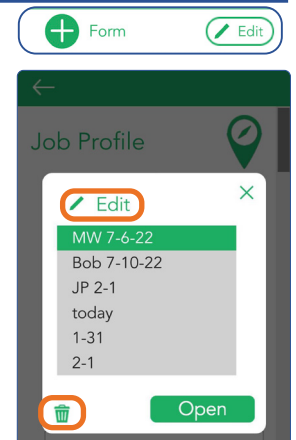 Form
Edit
Job Profile
Edit
MW 7-6-22
Bob 7-10-22
JP 2-1
today
1-31
2-1
Open